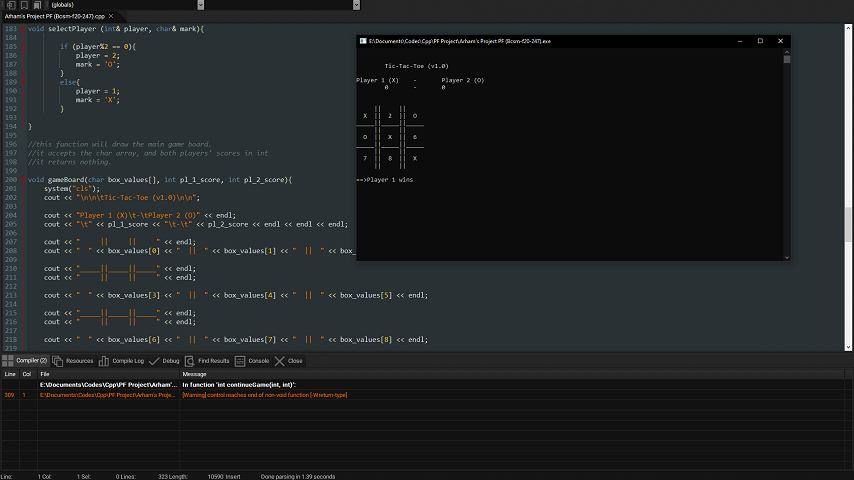 (globals)
Arham's Project PF (Bcsm-f20-247).cpp
183 void selectPlayer (int& player, char& mark){
184
185 if (player%2 == 0){
186 player = 2;
187 mark = 'O';
188 }
189 else{
190 player = 1;
191 mark = 'X';
192 }
193
194 }
195
196 //this function will draw the main game board.
197 //it accepts the char array, and both players' scores in int
198 //it returns nothing.
199
200 void gameBoard(char box_values[], int pl_1_score, int pl_2_score){
201 system("cls");
202 cout << "\n\n\tTic-Tac-Toe (v1.0)\n\n";
203
204 cout << "Player 1 (X)\t-\tPlayer 2 (O)" << endl;
205 cout << "\t" << pl_1_score << "\t-\t" << pl_2_score << endl << endl << endl;
206
207 cout << "     ||     ||     " << endl;
208 cout << "  " << box_values[0] << "  ||  " << box_values[1] << "  ||  " << box_
209
210 cout << "_____||_____||_____" << endl;
211 cout << "     ||     ||     " << endl;
212
213 cout << "  " << box_values[3] << "  ||  " << box_values[4] << "  ||  " << box_values[5] << endl;
214
215 cout << "_____||_____||_____" << endl;
216 cout << "     ||     ||     " << endl;
217
218 cout << "  " << box_values[6] << "  ||  " << box_values[7] << "  ||  " << box_values[8] << endl;
219
E:\Documents\Codes\Cpp\PF Project\Arham's Project PF (Bcsm-f20-247).exe
Tic-Tac-Toe (v1.0)
Player 1 (X) - Player 2 (O)
0 - 0
|| ||
X || 2 || O
_____||_____||_____
|| ||
O || X || 6
_____||_____||_____
|| ||
7 || 8 || X
|| ||
==>Player 1 wins
Compiler (2) Resources Compile Log Debug Find Results Console Close
Line Col File Message
E:\Documents\Codes\Cpp\PF Project\Arham'... In function 'int continueGame(int, int)':
309 1 E:\Documents\Codes\Cpp\PF Project\Arham's Proje... [Warning] control reaches end of non-void function [-Wreturn-type]
Line: 1 Col: 1 Sel: 0 Lines: 323 Length: 10590 Insert Done parsing in 1.39 seconds